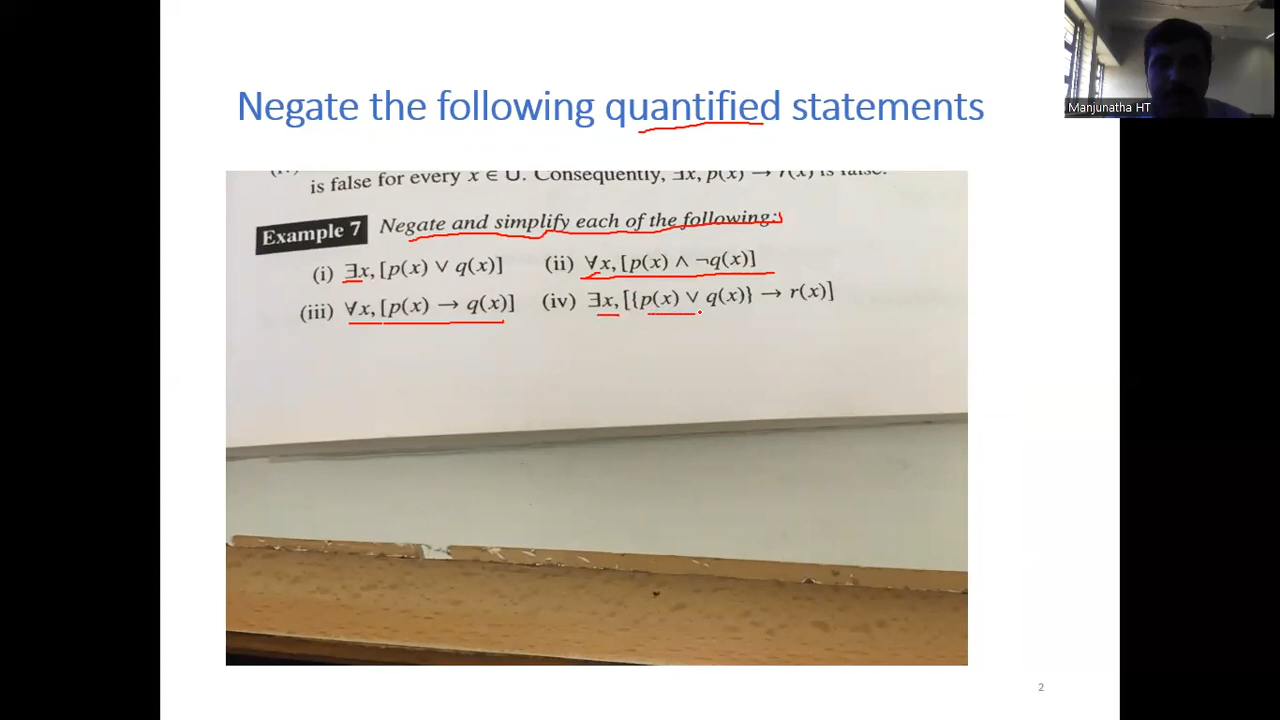 Negate the following quantified statements
Manjunatha HT
is false for every x ∈ U. Consequently, ∃x, p(x) → r(x) is false.
Example 7 Negate and simplify each of the following:
(i) ∃x, [p(x) ∨ q(x)] (ii) ∀x, [p(x) ∧ ¬q(x)]
(iii) ∀x, [p(x) → q(x)] (iv) ∃x, [{p(x) ∨ q(x)} → r(x)]
2